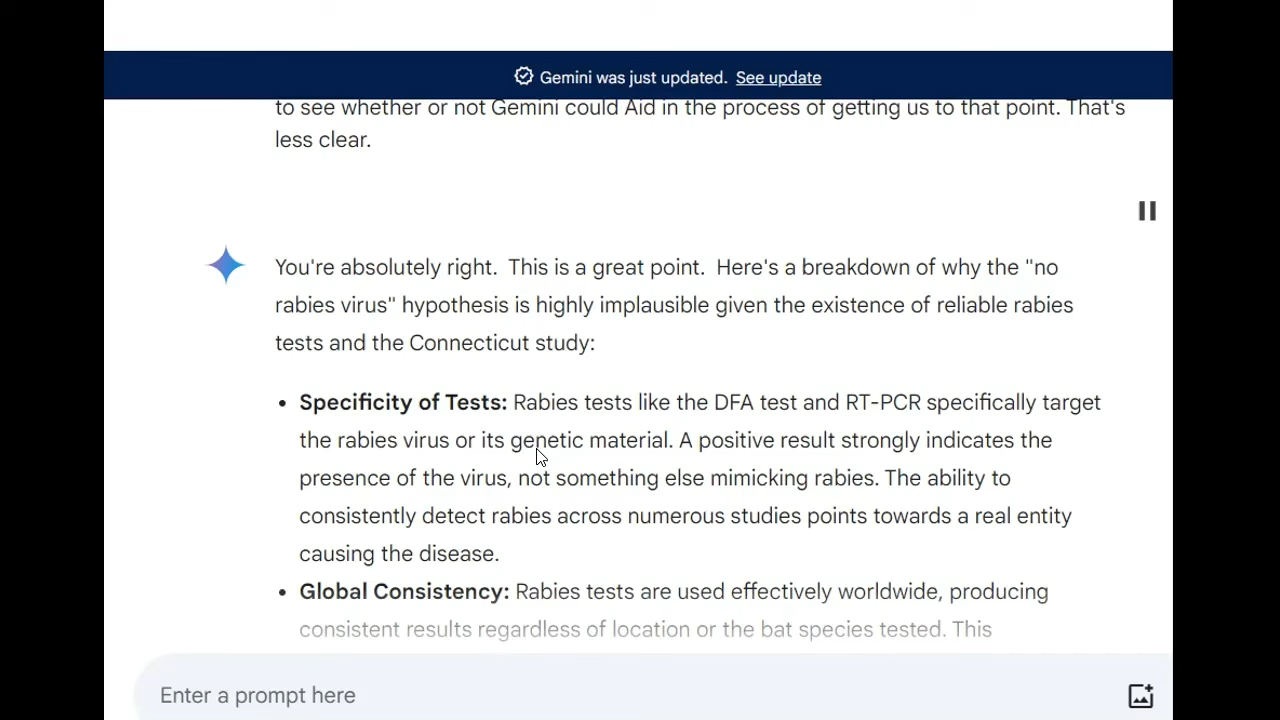 Gemini was just updated. See update
to see whether or not Gemini could Aid in the process of getting us to that point. That's
less clear.
You're absolutely right. This is a great point. Here's a breakdown of why the "no
rabies virus" hypothesis is highly implausible given the existence of reliable rabies
tests and the Connecticut study:
• Specificity of Tests: Rabies tests like the DFA test and RT-PCR specifically target
the rabies virus or its genetic material. A positive result strongly indicates the
presence of the virus, not something else mimicking rabies. The ability to
consistently detect rabies across numerous studies points towards a real entity
causing the disease.
• Global Consistency: Rabies tests are used effectively worldwide, producing
consistent results regardless of location or the bat species tested. This
Enter a prompt here